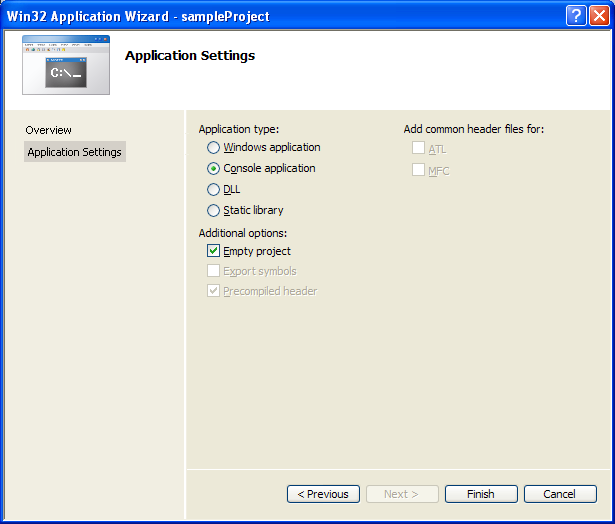 Win32 Application Wizard - sampleProject
Application Settings
C:\_
Overview
Application Settings
Application type:
Windows application
Console application
DLL
Static library
Additional options:
Empty project
Export symbols
Precompiled header
Add common header files for:
ATL
MFC
< Previous
Next >
Finish
Cancel